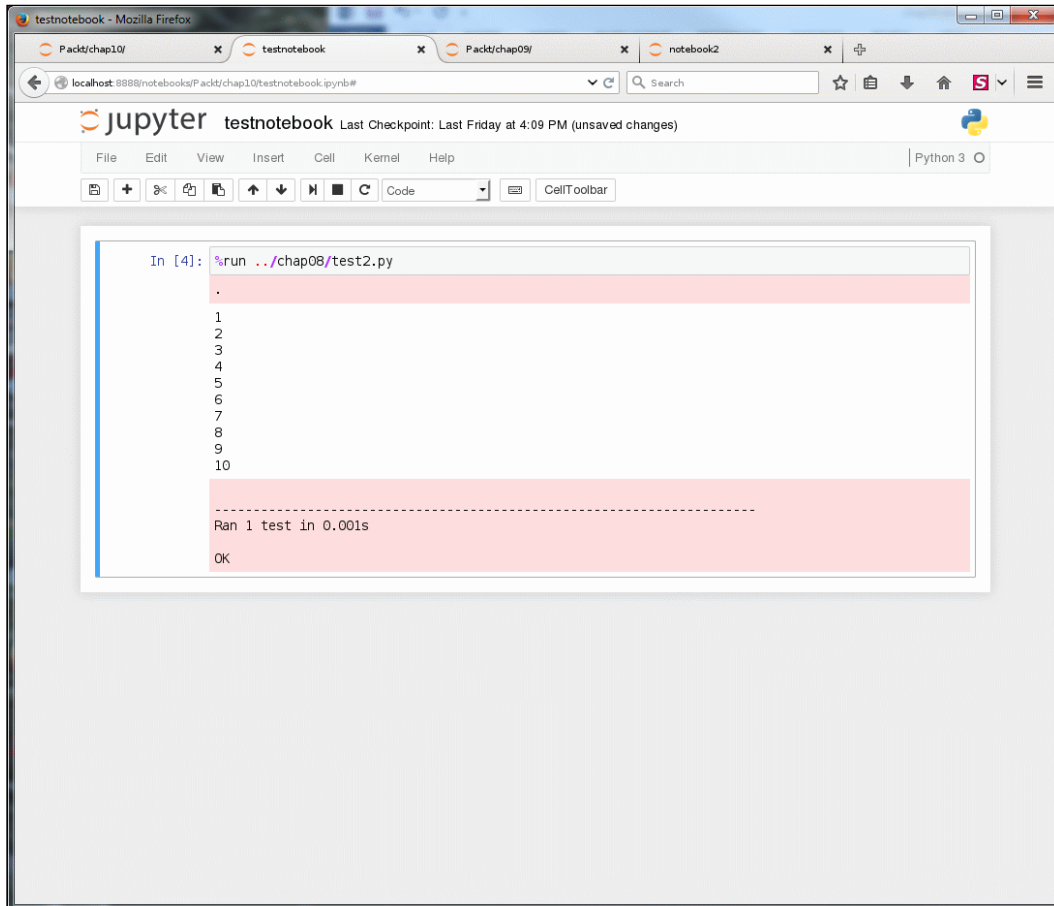 testnotebook - Mozilla Firefox
Packt/chap10/ testnotebook Packt/chap09/ notebook2
localhost:8888/notebooks/Packt/chap10/testnotebook.ipynb# Search S
jupyter testnotebook Last Checkpoint: Last Friday at 4:09 PM (unsaved changes)
File Edit View Insert Cell Kernel Help Python 3
Code CellToolbar
In [4]: %run ../chap08/test2.py
.
1
2
3
4
5
6
7
8
9
10
----------------------------------------------------------------------
Ran 1 test in 0.001s
OK